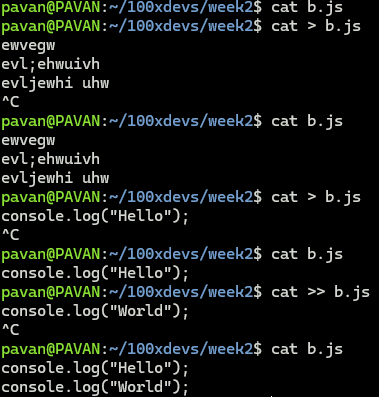 pavan@PAVAN:~/100xdevs/week2$ cat b.js
pavan@PAVAN:~/100xdevs/week2$ cat > b.js
ewvegw
evl;ehwuivh
evljewhi uhw
^C
pavan@PAVAN:~/100xdevs/week2$ cat b.js
ewvegw
evl;ehwuivh
evljewhi uhw
pavan@PAVAN:~/100xdevs/week2$ cat > b.js
console.log("Hello");
^C
pavan@PAVAN:~/100xdevs/week2$ cat b.js
console.log("Hello");
pavan@PAVAN:~/100xdevs/week2$ cat >> b.js
console.log("World");
^C
pavan@PAVAN:~/100xdevs/week2$ cat b.js
console.log("Hello");
console.log("World");